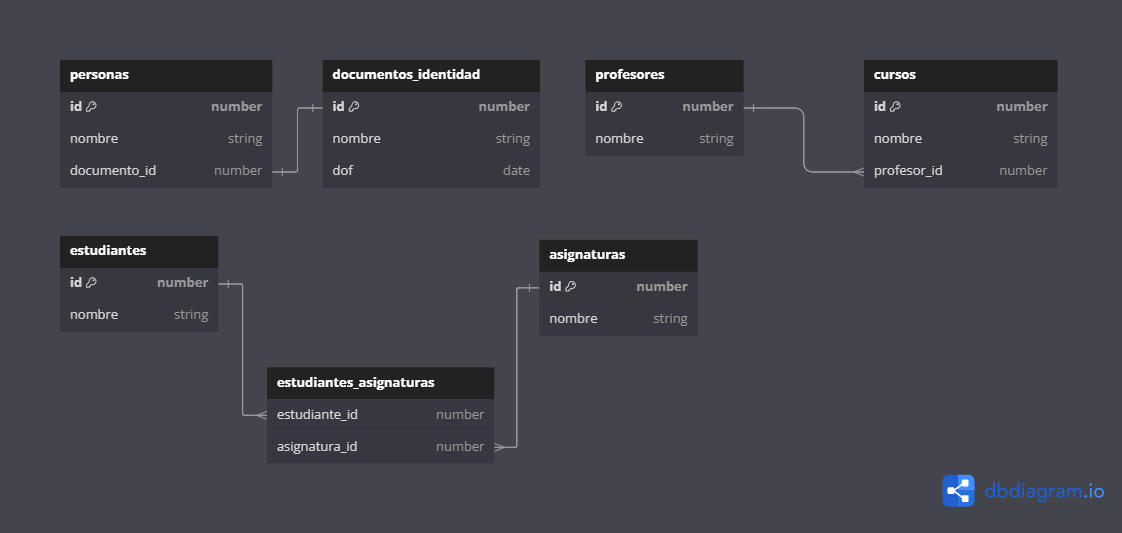 personas
id number
nombre string
documento_id number
documentos_identidad
id number
nombre string
dof date
profesores
id number
nombre string
cursos
id number
nombre string
profesor_id number
estudiantes
id number
nombre string
asignaturas
id number
nombre string
estudiantes_asignaturas
estudiante_id number
asignatura_id number
dbdiagram.io